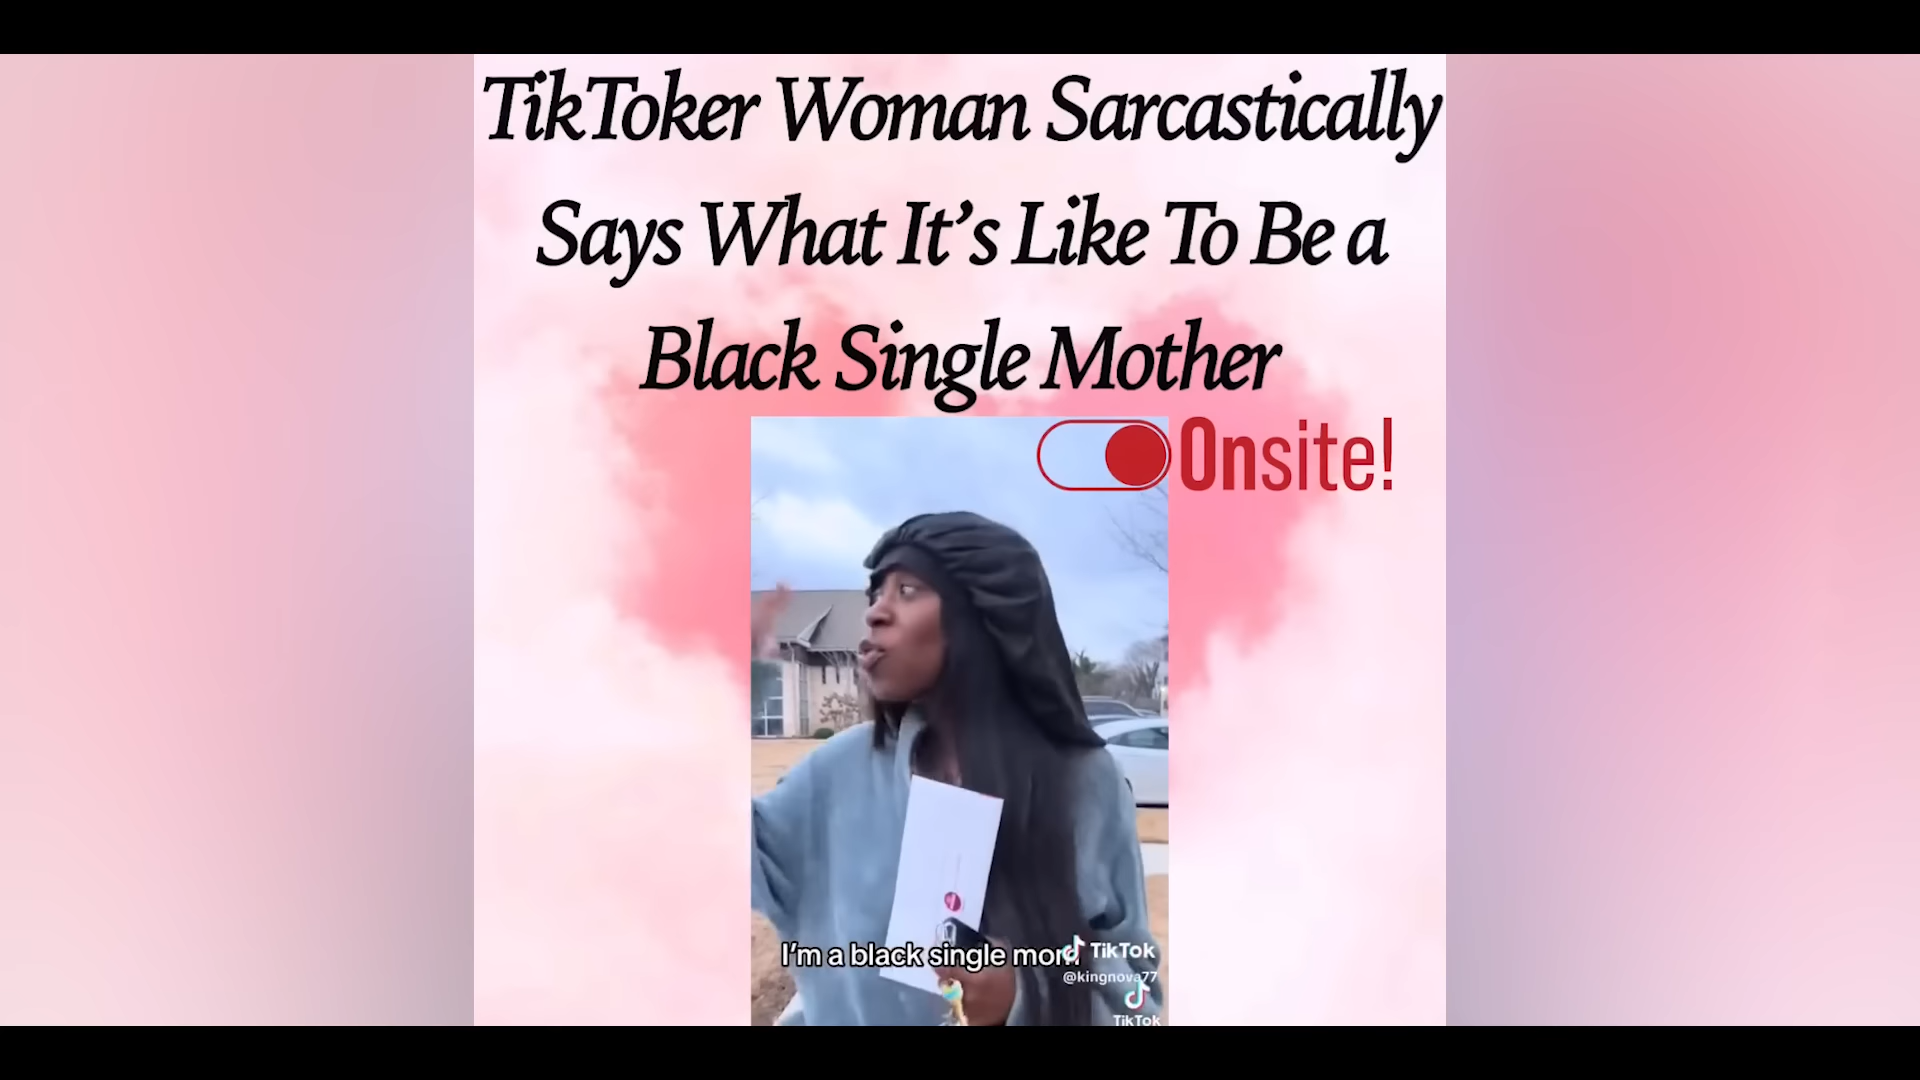 TikToker Woman Sarcastically
Says What It’s Like To Be a
Black Single Mother
Onsite!
I'm a black single mom
TikTok
@kingnova77
TikTok